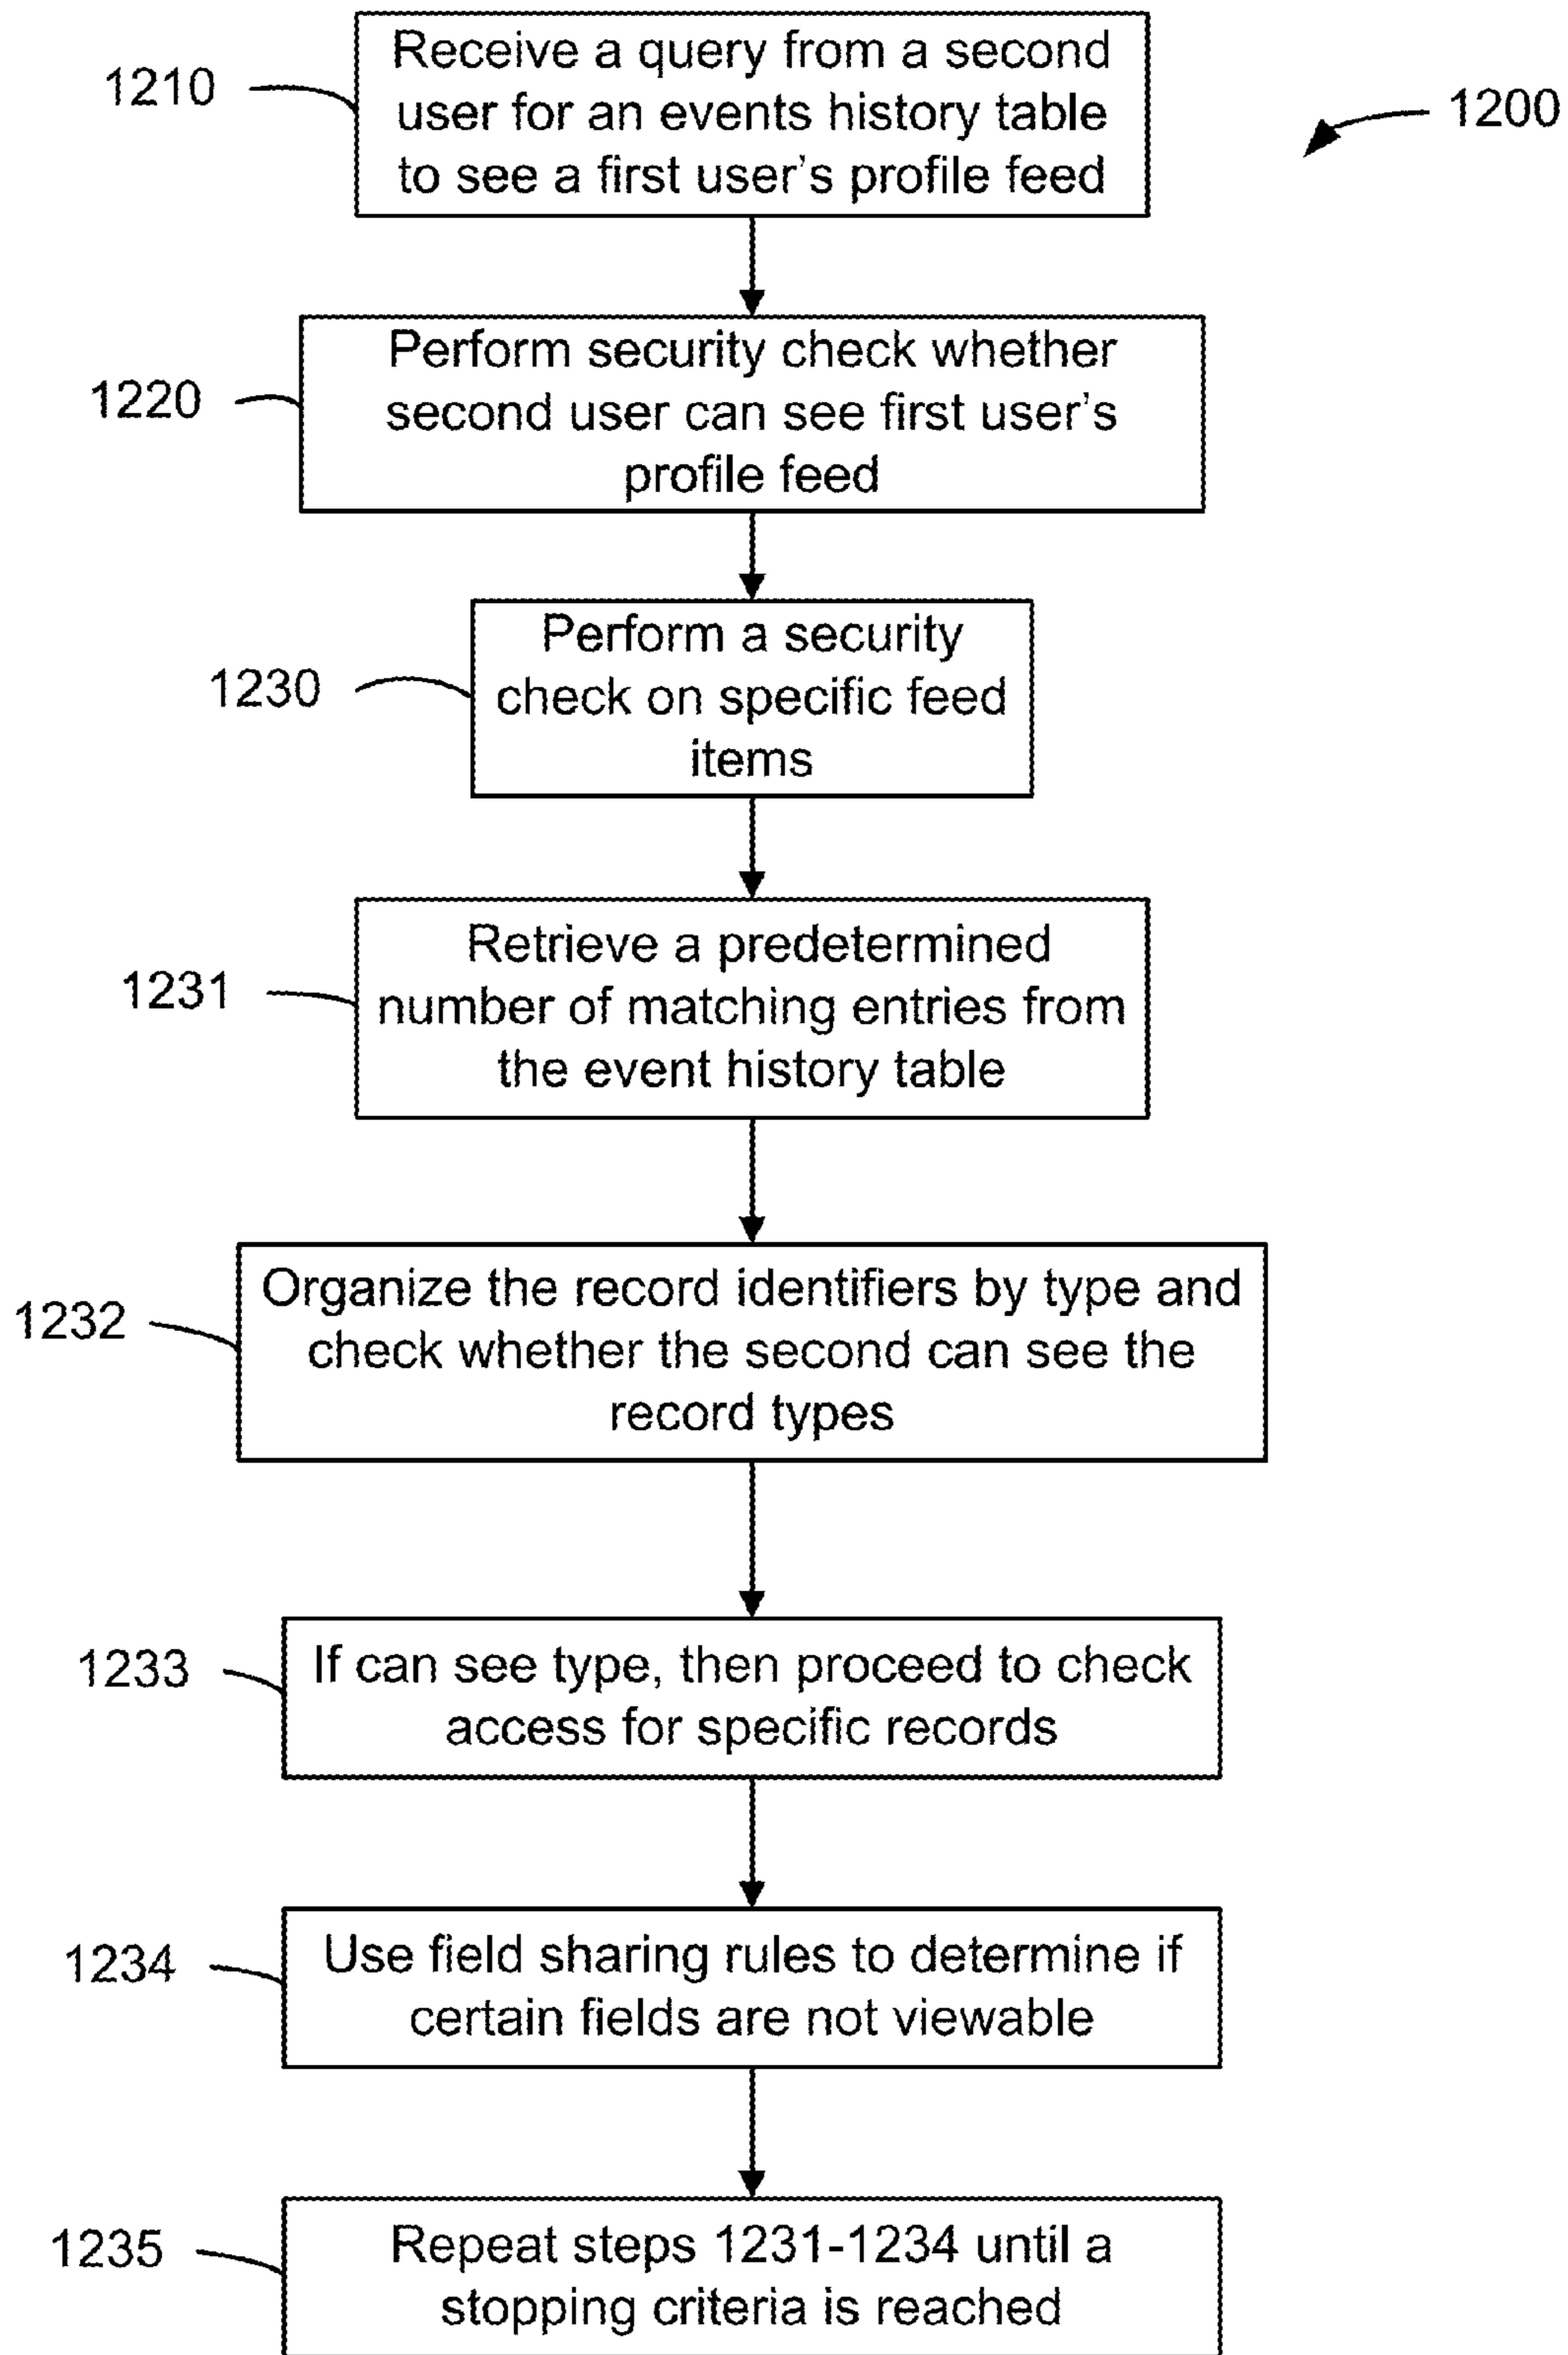 1200
1210
Receive a query from a second
user for an events history table
to see a first user's profile feed
1220
Perform security check whether
second user can see first user's
profile feed
1230
Perform a security
check on specific feed
items
1231
Retrieve a predetermined
number of matching entries from
the event history table
1232
Organize the record identifiers by type and
check whether the second can see the
record types
1233
If can see type, then proceed to check
access for specific records
1234
Use field sharing rules to determine if
certain fields are not viewable
1235
Repeat steps 1231-1234 until a
stopping criteria is reached